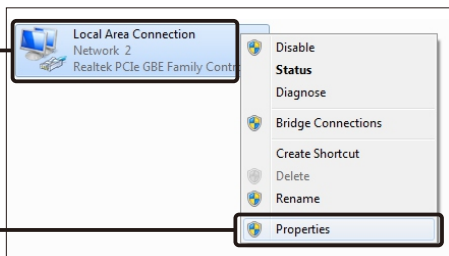 Local Area Connection
Network 2
Realtek PCIe GBE Family
Disable
Status
Diagnose
Bridge Connections
Create Shortcut
Delete
Rename
Properties